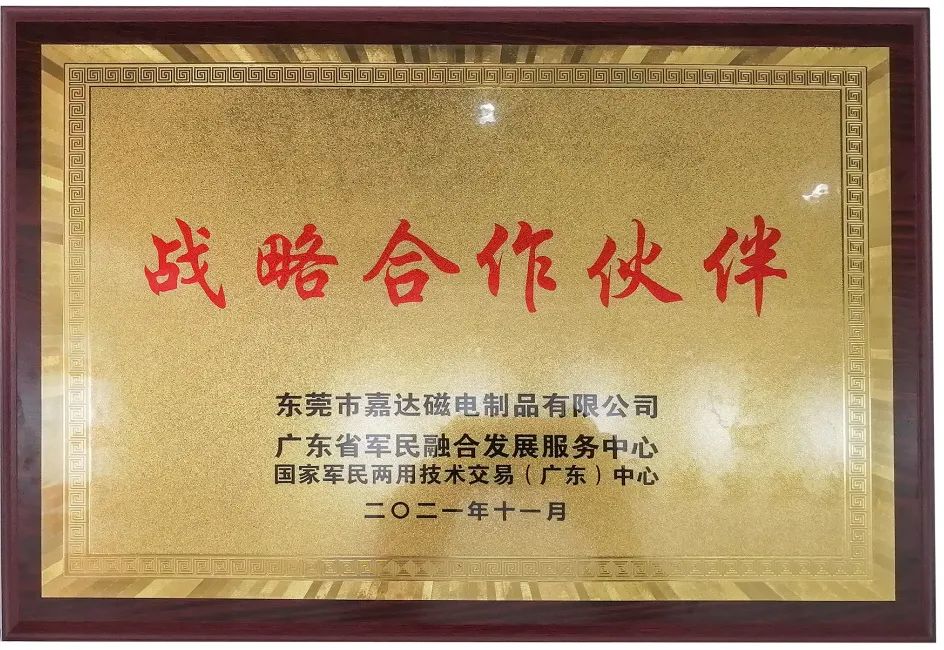 战略合作伙伴
东莞市嘉达磁电制品有限公司
广东省军民融合发展服务中心
国家军民两用技术交易（广东）中心
二〇二一年十一月